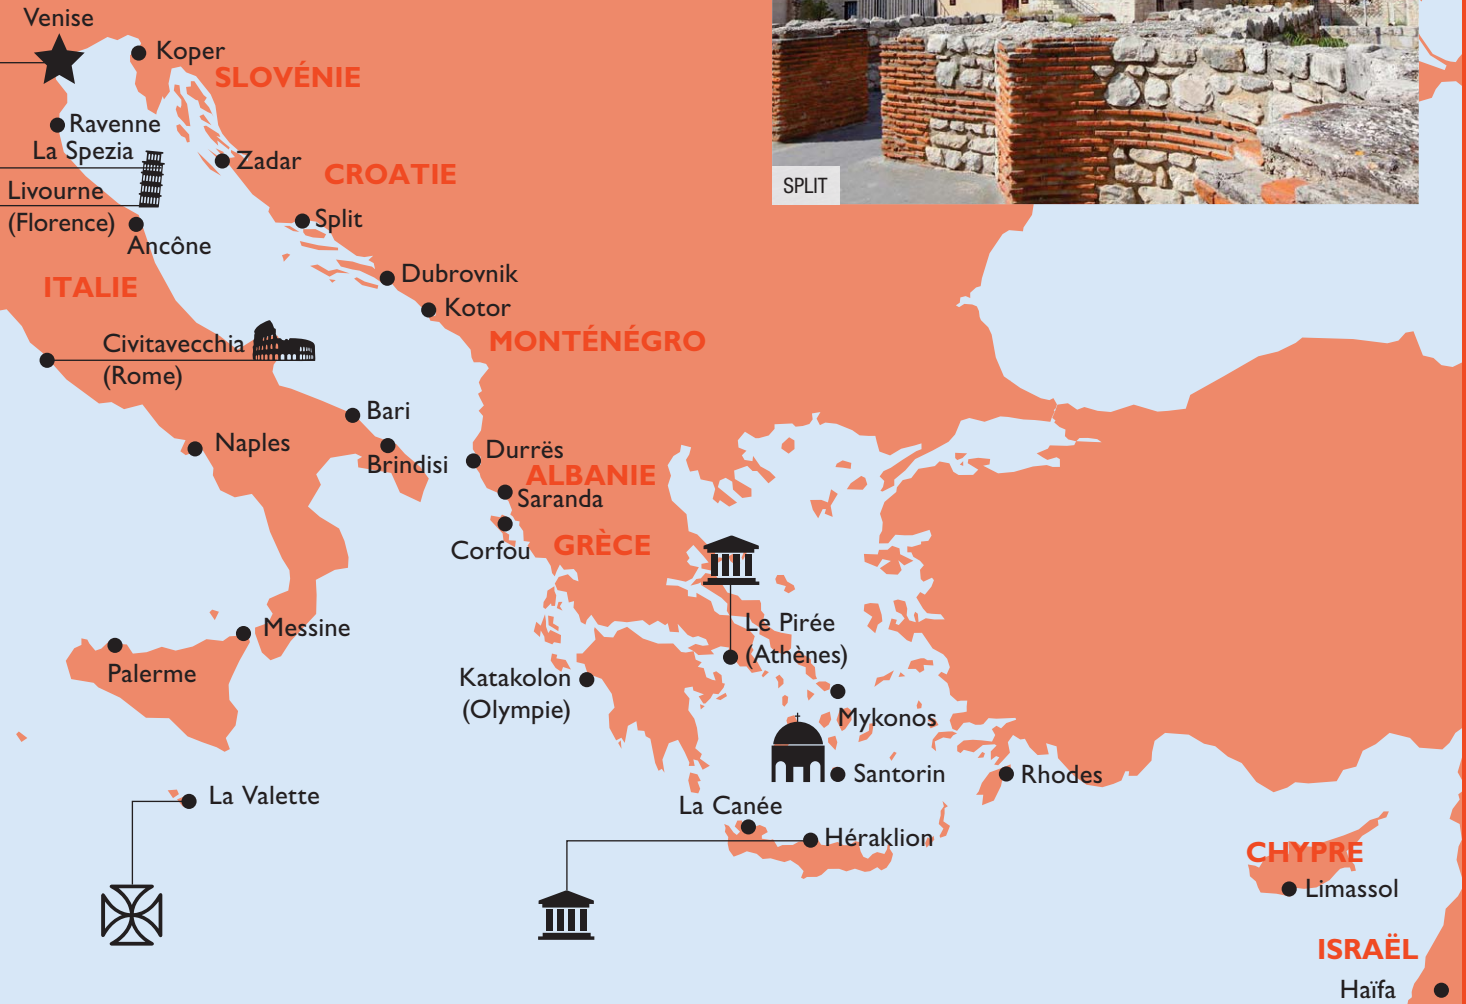 Venise
Koper
SLOVÉNIE
Ravenne
La Spezia
Zadar
CROATIE
SPLIT
Livourne
(Florence)
Split
Ancône
Dubrovnik
ITALIE
Kotor
Civitavecchia
(Rome)
MONTÉNÉGRO
Bari
Naples
Brindisi
Durrës
ALBANIE
Saranda
Corfou
GRÈCE
Messine
Le Pirée
(Athènes)
Palerme
Katakolon
(Olympie)
Mykonos
Santorin
Rhodes
La Valette
La Canée
Héraklion
CHYPRE
Limassol
ISRAËL
Haïfa